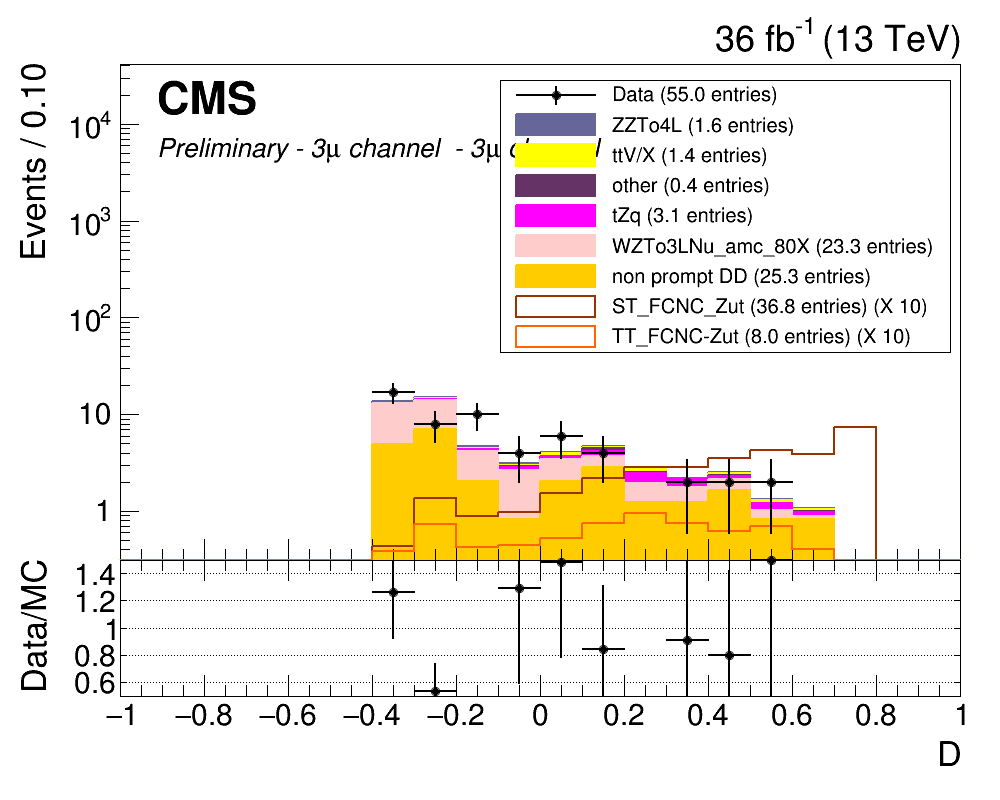 36 fb-1 (13 TeV)
Events / 0.10
CMS
Preliminary - 3μ channel - 3μ channel
Data (55.0 entries)
ZZTo4L (1.6 entries)
ttV/X (1.4 entries)
other (0.4 entries)
tZq (3.1 entries)
WZTo3LNu_amc_80X (23.3 entries)
non prompt DD (25.3 entries)
ST_FCNC_Zut (36.8 entries) (X 10)
TT_FCNC-Zut (8.0 entries) (X 10)
10^4
10^3
10^2
10
1
Data/MC
1.4
1.2
1
0.8
0.6
−1 −0.8 −0.6 −0.4 −0.2 0 0.2 0.4 0.6 0.8 1
D